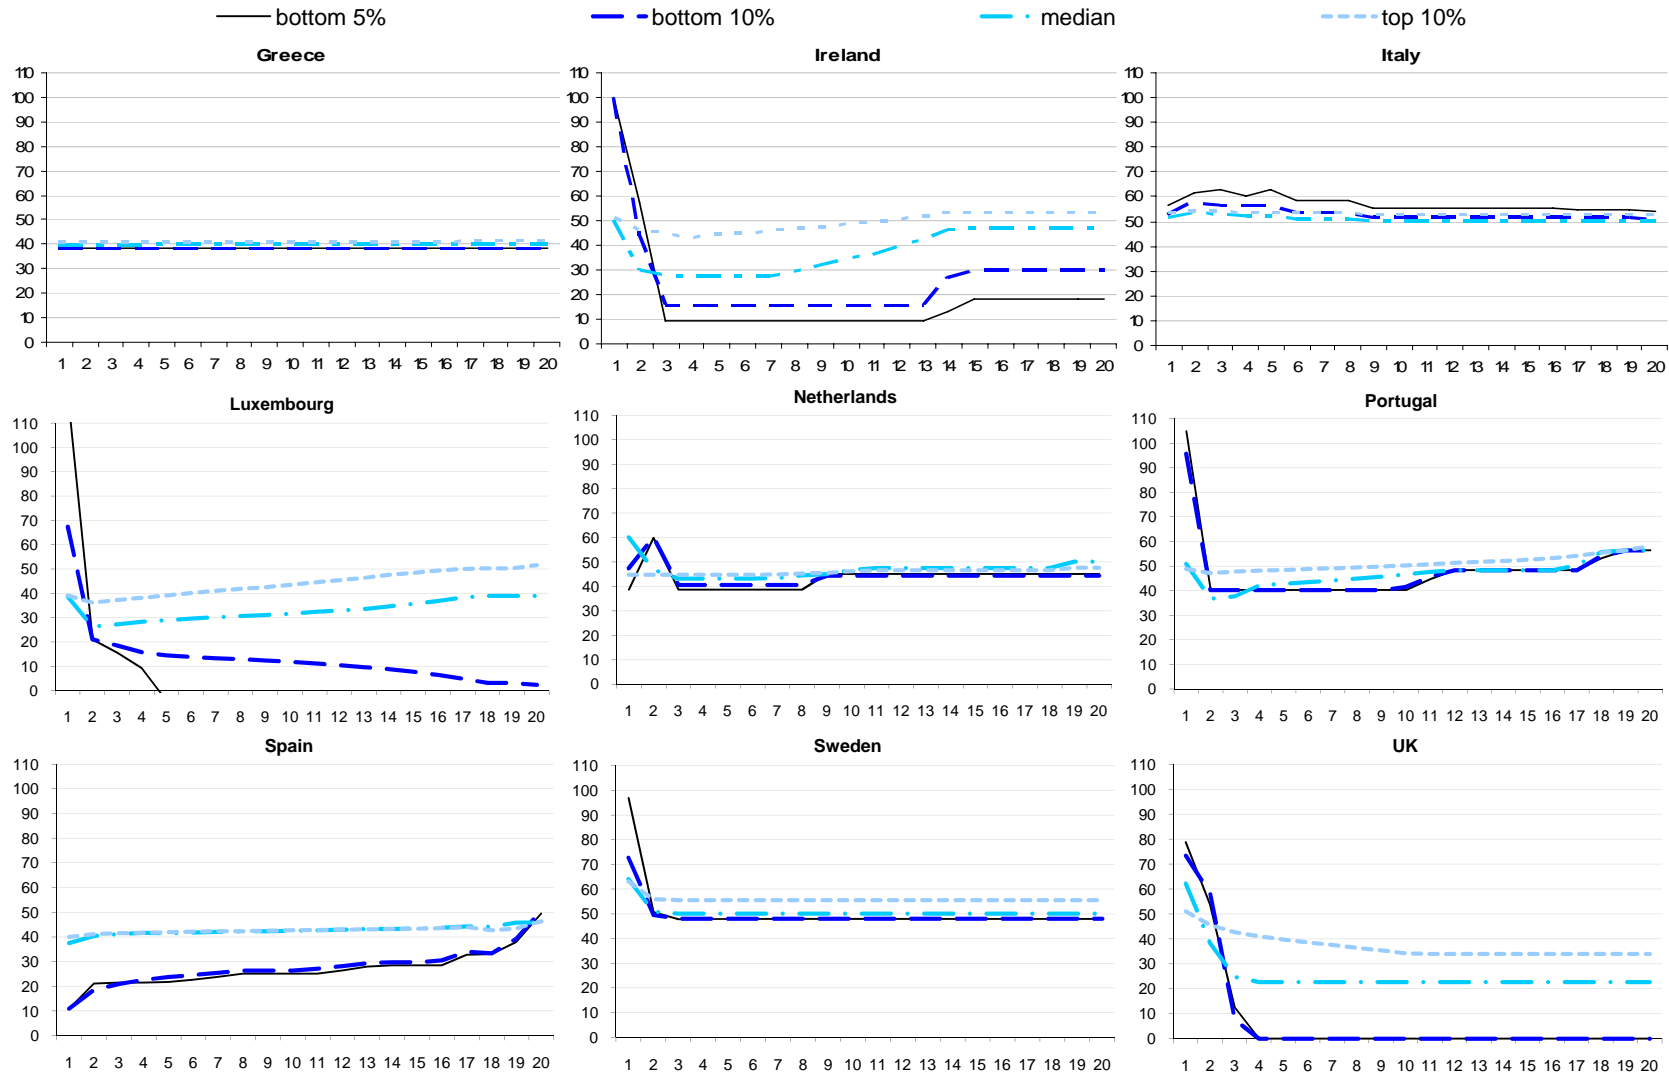 bottom 5% bottom 10% median top 10%
Greece Ireland Italy
110 110 110
100 100 100
90 90 90
80 80 80
70 70 70
60 60 60
50 50 50
40 40 40
30 30 30
20 20 20
10 10 10
0 0 0
1 2 3 4 5 6 7 8 9 10 11 12 13 14 15 16 17 18 19 20
1 2 3 4 5 6 7 8 9 10 11 12 13 14 15 16 17 18 19 20
1 2 3 4 5 6 7 8 9 10 11 12 13 14 15 16 17 18 19 20
Luxembourg Netherlands Portugal
110 110 110
100 100 100
90 90 90
80 80 80
70 70 70
60 60 60
50 50 50
40 40 40
30 30 30
20 20 20
10 10 10
0 0 0
1 2 3 4 5 6 7 8 9 10 11 12 13 14 15 16 17 18 19 20
1 2 3 4 5 6 7 8 9 10 11 12 13 14 15 16 17 18 19 20
1 2 3 4 5 6 7 8 9 10 11 12 13 14 15 16 17 18 19 20
Spain Sweden UK
110 110 110
100 100 100
90 90 90
80 80 80
70 70 70
60 60 60
50 50 50
40 40 40
30 30 30
20 20 20
10 10 10
0 0 0
1 2 3 4 5 6 7 8 9 10 11 12 13 14 15 16 17 18 19 20
1 2 3 4 5 6 7 8 9 10 11 12 13 14 15 16 17 18 19 20
1 2 3 4 5 6 7 8 9 10 11 12 13 14 15 16 17 18 19 20